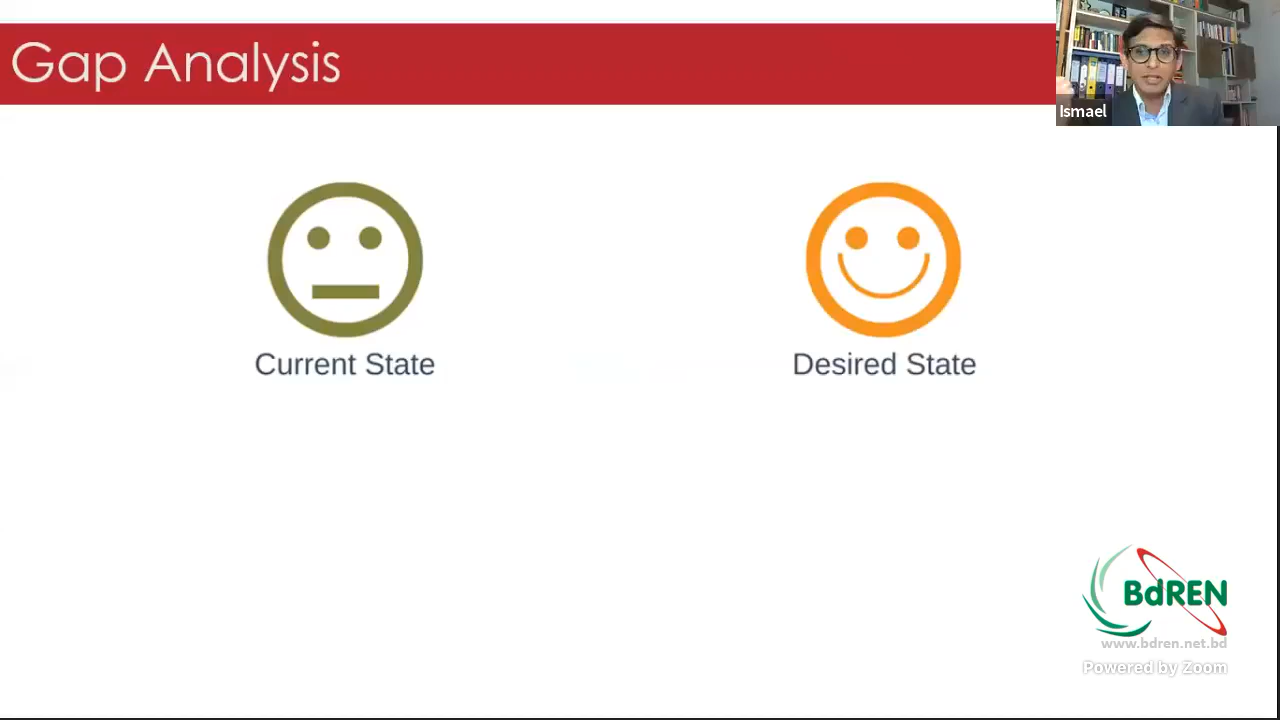 Gap Analysis
Ismael
Current State
Desired State
BdREN
www.bdren.net.bd
Powered by Zoom